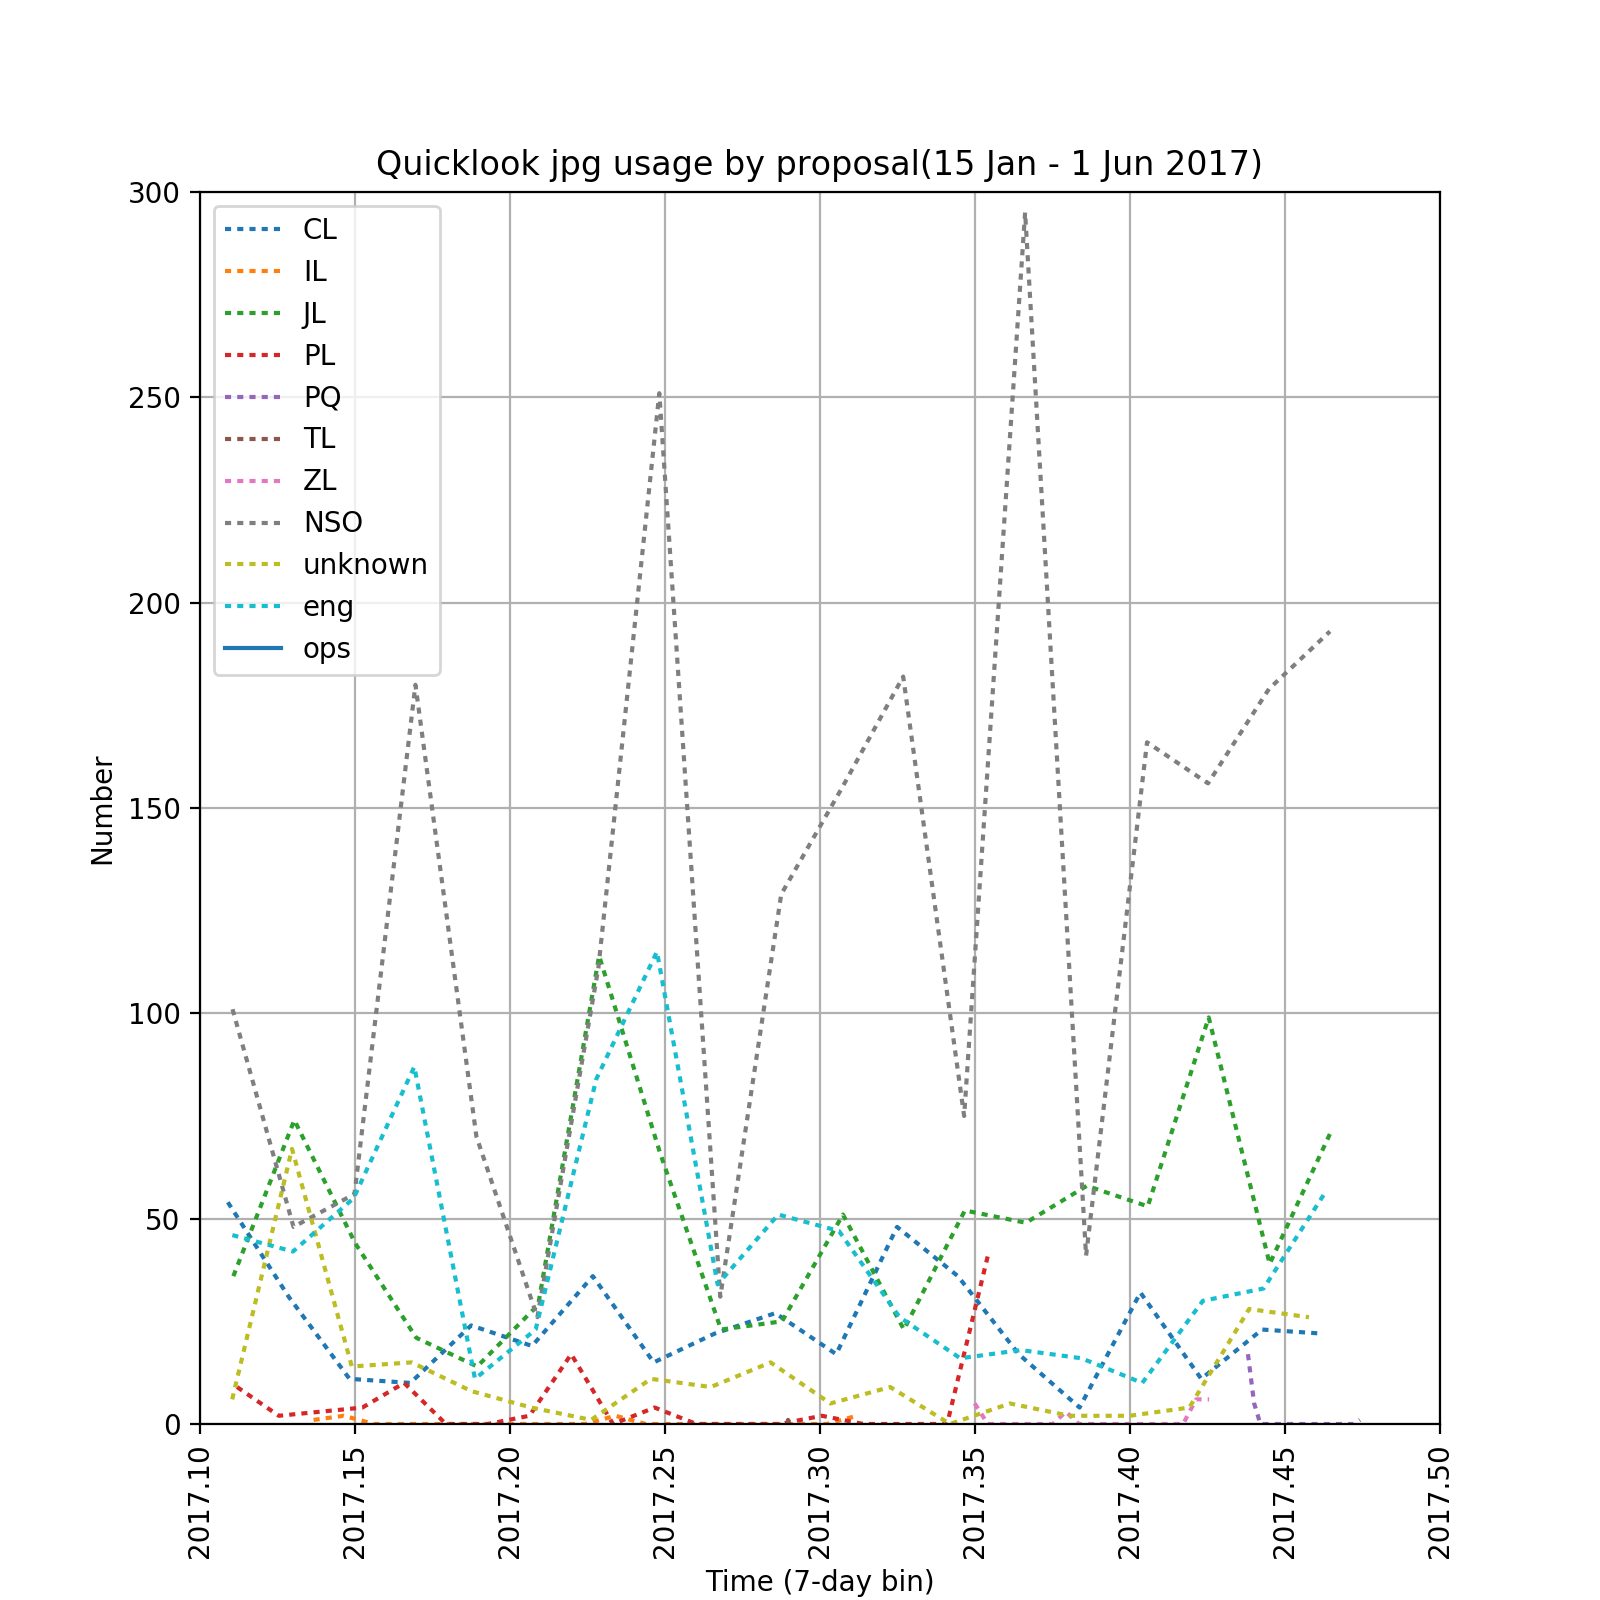 Quicklook jpg usage by proposal(15 Jan - 1 Jun 2017)
300
250
200
150
100
50
0
Number
CL
IL
JL
PL
PQ
TL
ZL
NSO
unknown
eng
ops
2017.10
2017.15
2017.20
2017.25
2017.30
2017.35
2017.40
2017.45
2017.50
Time (7-day bin)